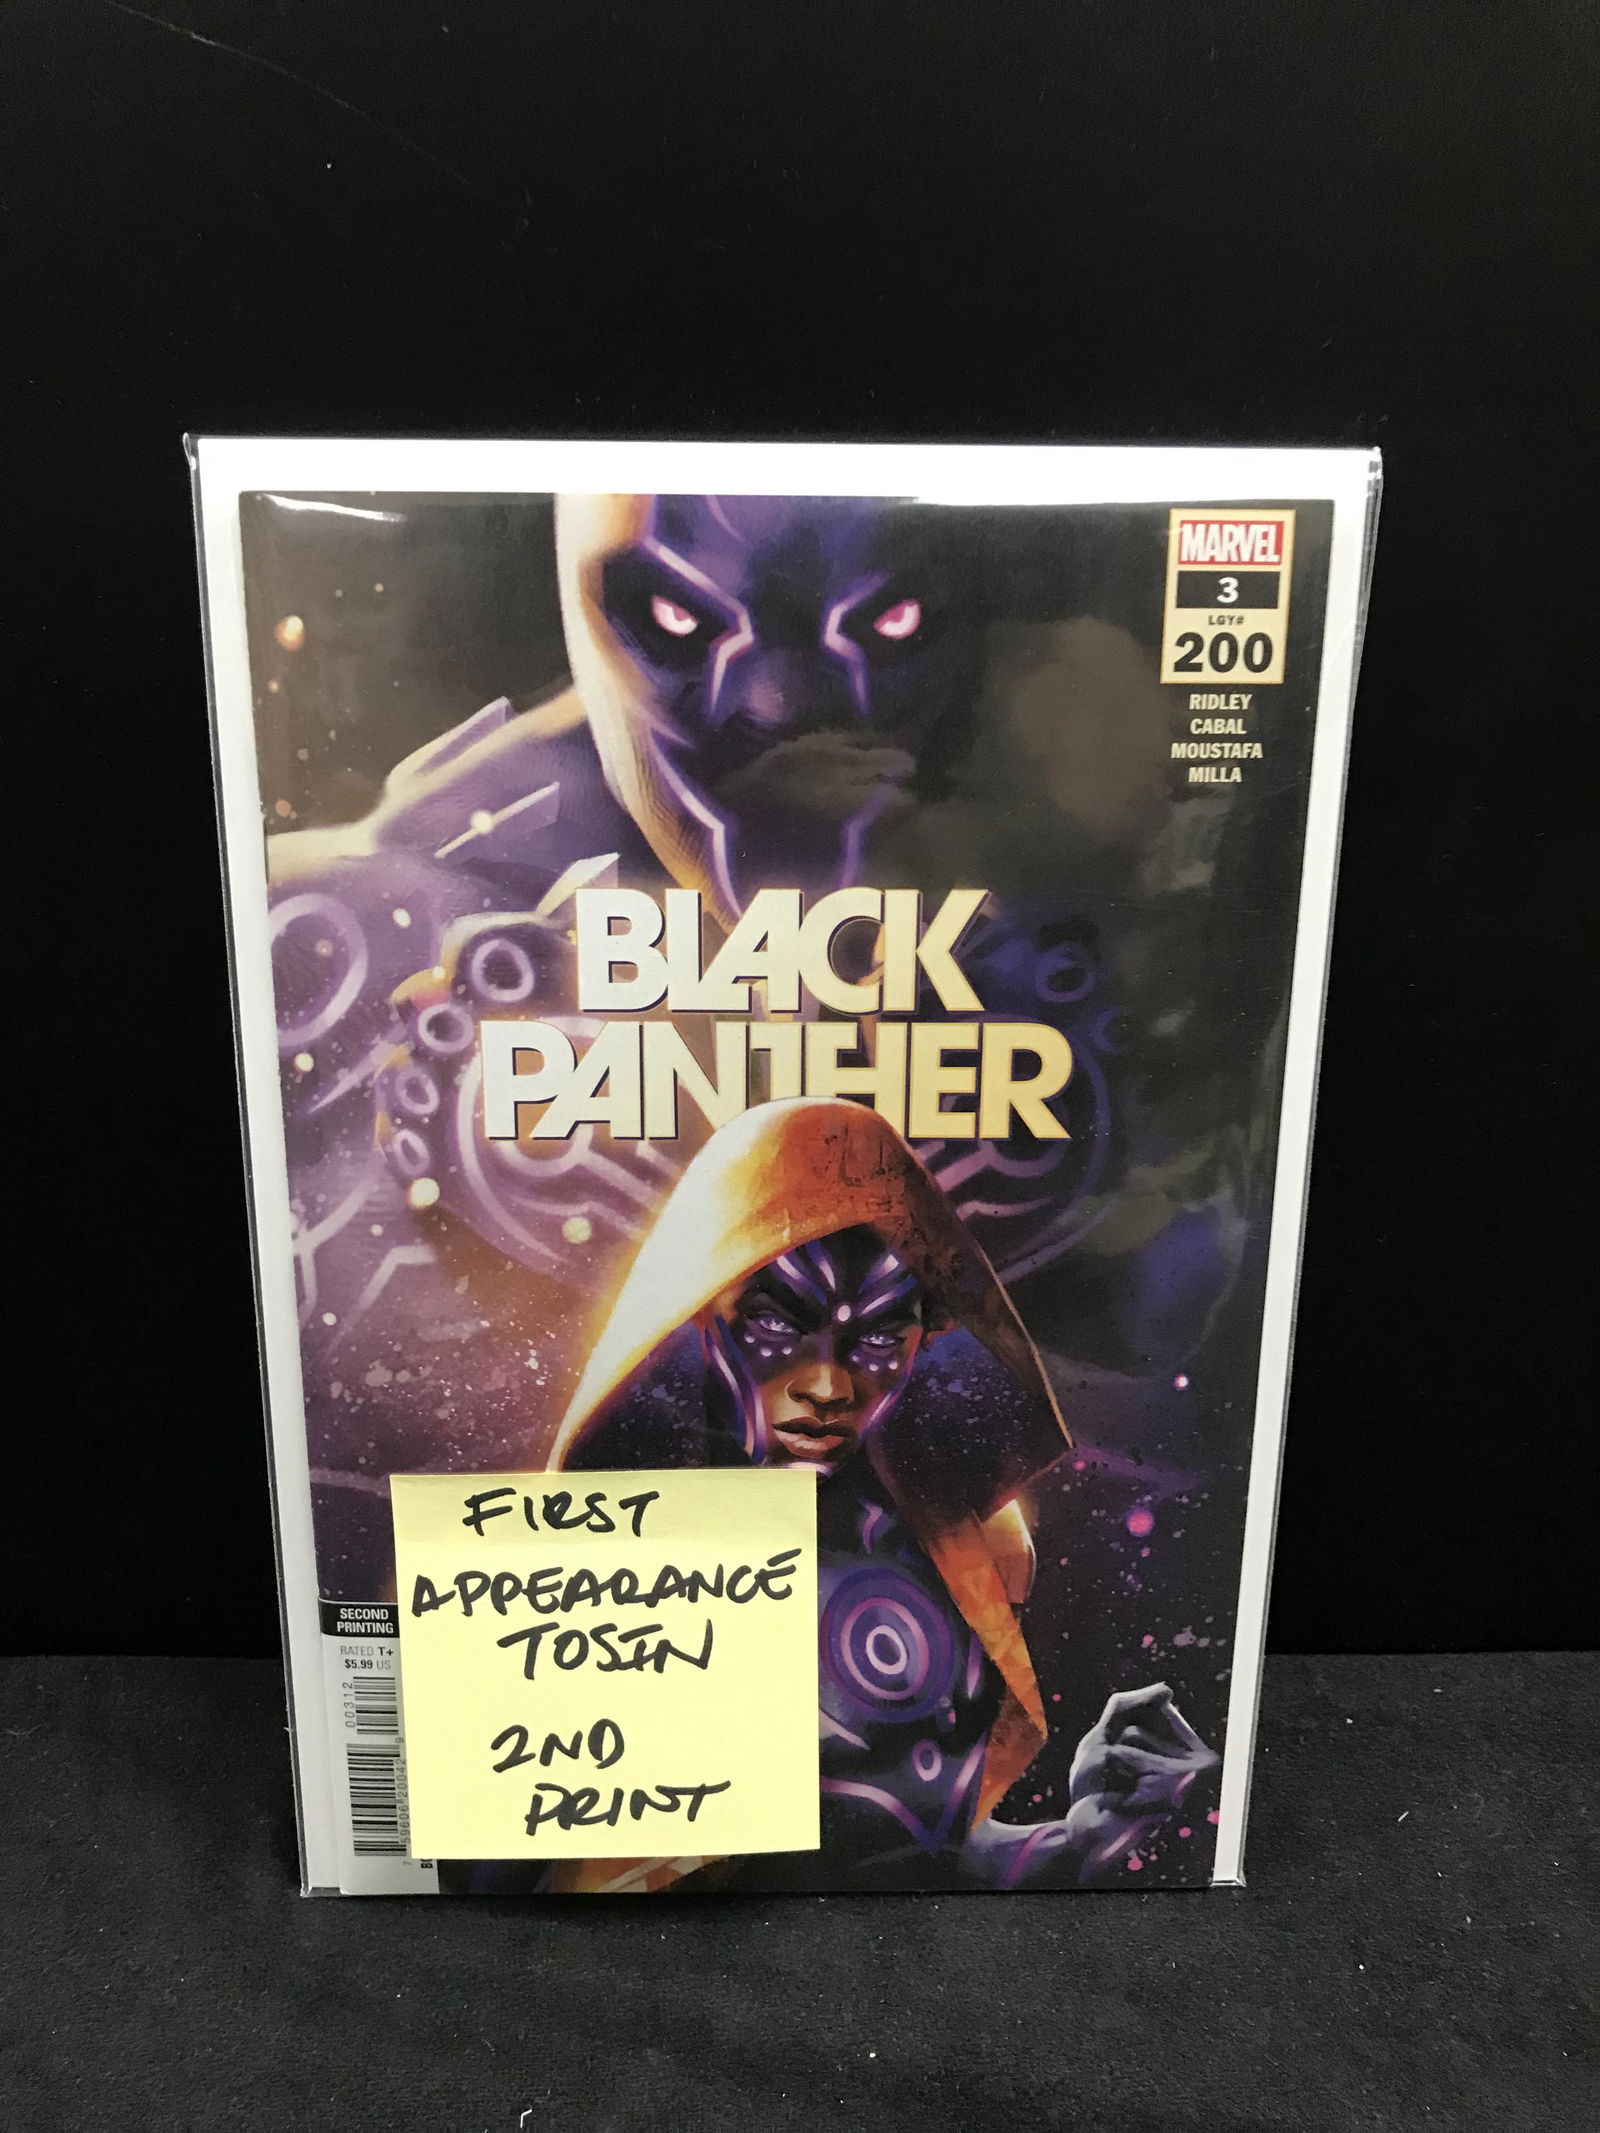 MARVEL
3
LGY#
200
RIDLEY
CABAL
MOUSTAFA
MILLA
BLACK
PANTHER
FIRST
APPEARANCE
TOSIN
2ND
PRINT
SECOND
PRINTING
RATED T+
$5.99 US
00312